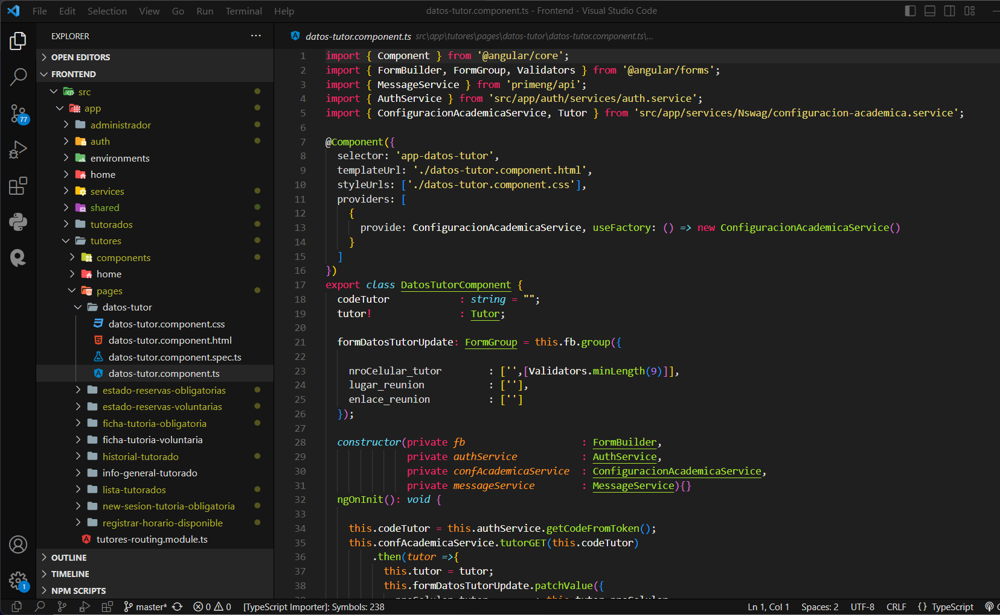 File Edit Selection View Go Run Terminal Help
datos-tutor.component.ts - Frontend - Visual Studio Code
EXPLORER
OPEN EDITORS
FRONTEND
src
app
administrador
auth
environments
home
services
shared
tutorados
tutores
components
home
pages
datos-tutor
datos-tutor.component.css
datos-tutor.component.html
datos-tutor.component.spec.ts
datos-tutor.component.ts
estado-reservas-obligatorias
estado-reservas-voluntarias
ficha-tutoria-obligatoria
ficha-tutoria-voluntaria
historial-tutorado
info-general-tutorado
lista-tutorados
new-sesion-tutoria-obligatoria
registrar-horario-disponible
tutores-routing.module.ts
OUTLINE
TIMELINE
NPM SCRIPTS
77
1
datos-tutor.component.ts src\app\tutores\pages\datos-tutor\datos-tutor.component.ts\...
1 import { Component } from '@angular/core';
2 import { FormBuilder, FormGroup, Validators } from '@angular/forms';
3 import { MessageService } from 'primeng/api';
4 import { AuthService } from 'src/app/auth/services/auth.service';
5 import { ConfiguracionAcademicaService, Tutor } from 'src/app/services/Nswag/configuracion-academica.service';
6
7 @Component({
8 selector: 'app-datos-tutor',
9 templateUrl: './datos-tutor.component.html',
10 styleUrls: ['./datos-tutor.component.css'],
11 providers: [
12 {
13 provide: ConfiguracionAcademicaService, useFactory: () => new ConfiguracionAcademicaService()
14 }
15 ]
16 })
17 export class DatosTutorComponent {
18 codeTutor : string = "";
19 tutor! : Tutor;
20
21 formDatosTutorUpdate: FormGroup = this.fb.group({
22
23 nroCelular_tutor : ['',[Validators.minLength(9)]],
24 lugar_reunion : [''],
25 enlace_reunion : ['']
26 });
27
28 constructor(private fb : FormBuilder,
29 private authService : AuthService,
30 private confAcademicaService : ConfiguracionAcademicaService,
31 private messageService : MessageService){}
32 ngOnInit(): void {
33
34 this.codeTutor = this.authService.getCodeFromToken();
35 this.confAcademicaService.tutorGET(this.codeTutor)
36 .then(tutor =>{
37 this.tutor = tutor;
38 this.formDatosTutorUpdate.patchValue({
master* 0 0 [TypeScript Importer]: Symbols: 238 Ln 1, Col 1 Spaces: 2 UTF-8 CRLF {} TypeScript